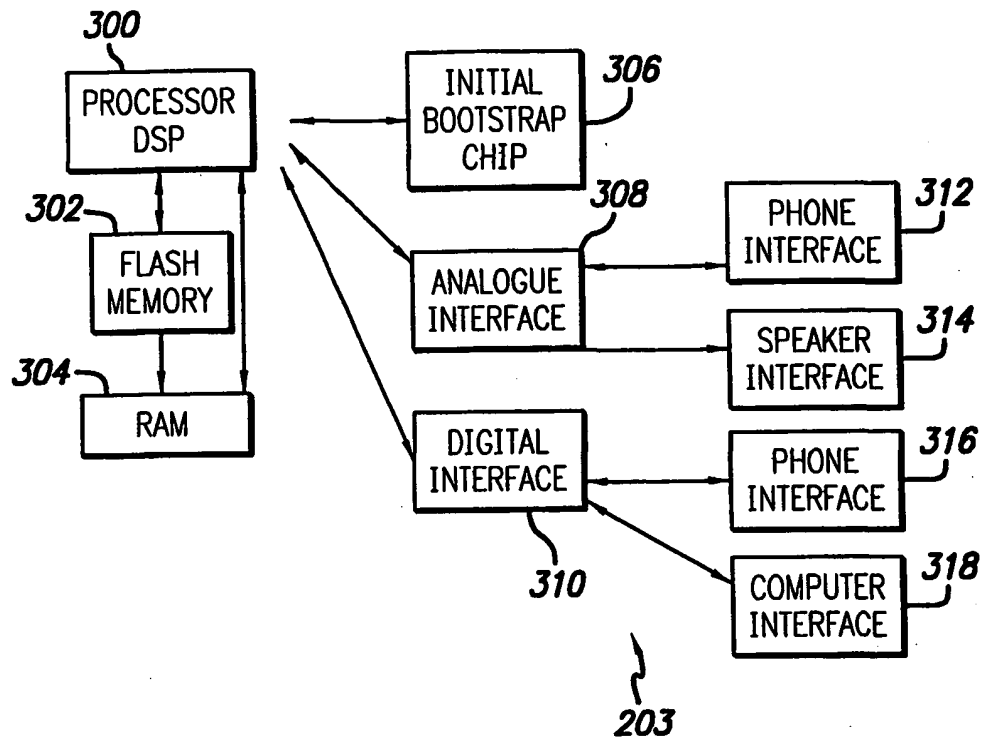 300
PROCESSOR
DSP
302
FLASH
MEMORY
304
RAM
INITIAL
BOOTSTRAP
CHIP
306
308
ANALOGUE
INTERFACE
DIGITAL
INTERFACE
310
PHONE
INTERFACE
312
SPEAKER
INTERFACE
314
PHONE
INTERFACE
316
COMPUTER
INTERFACE
318
203